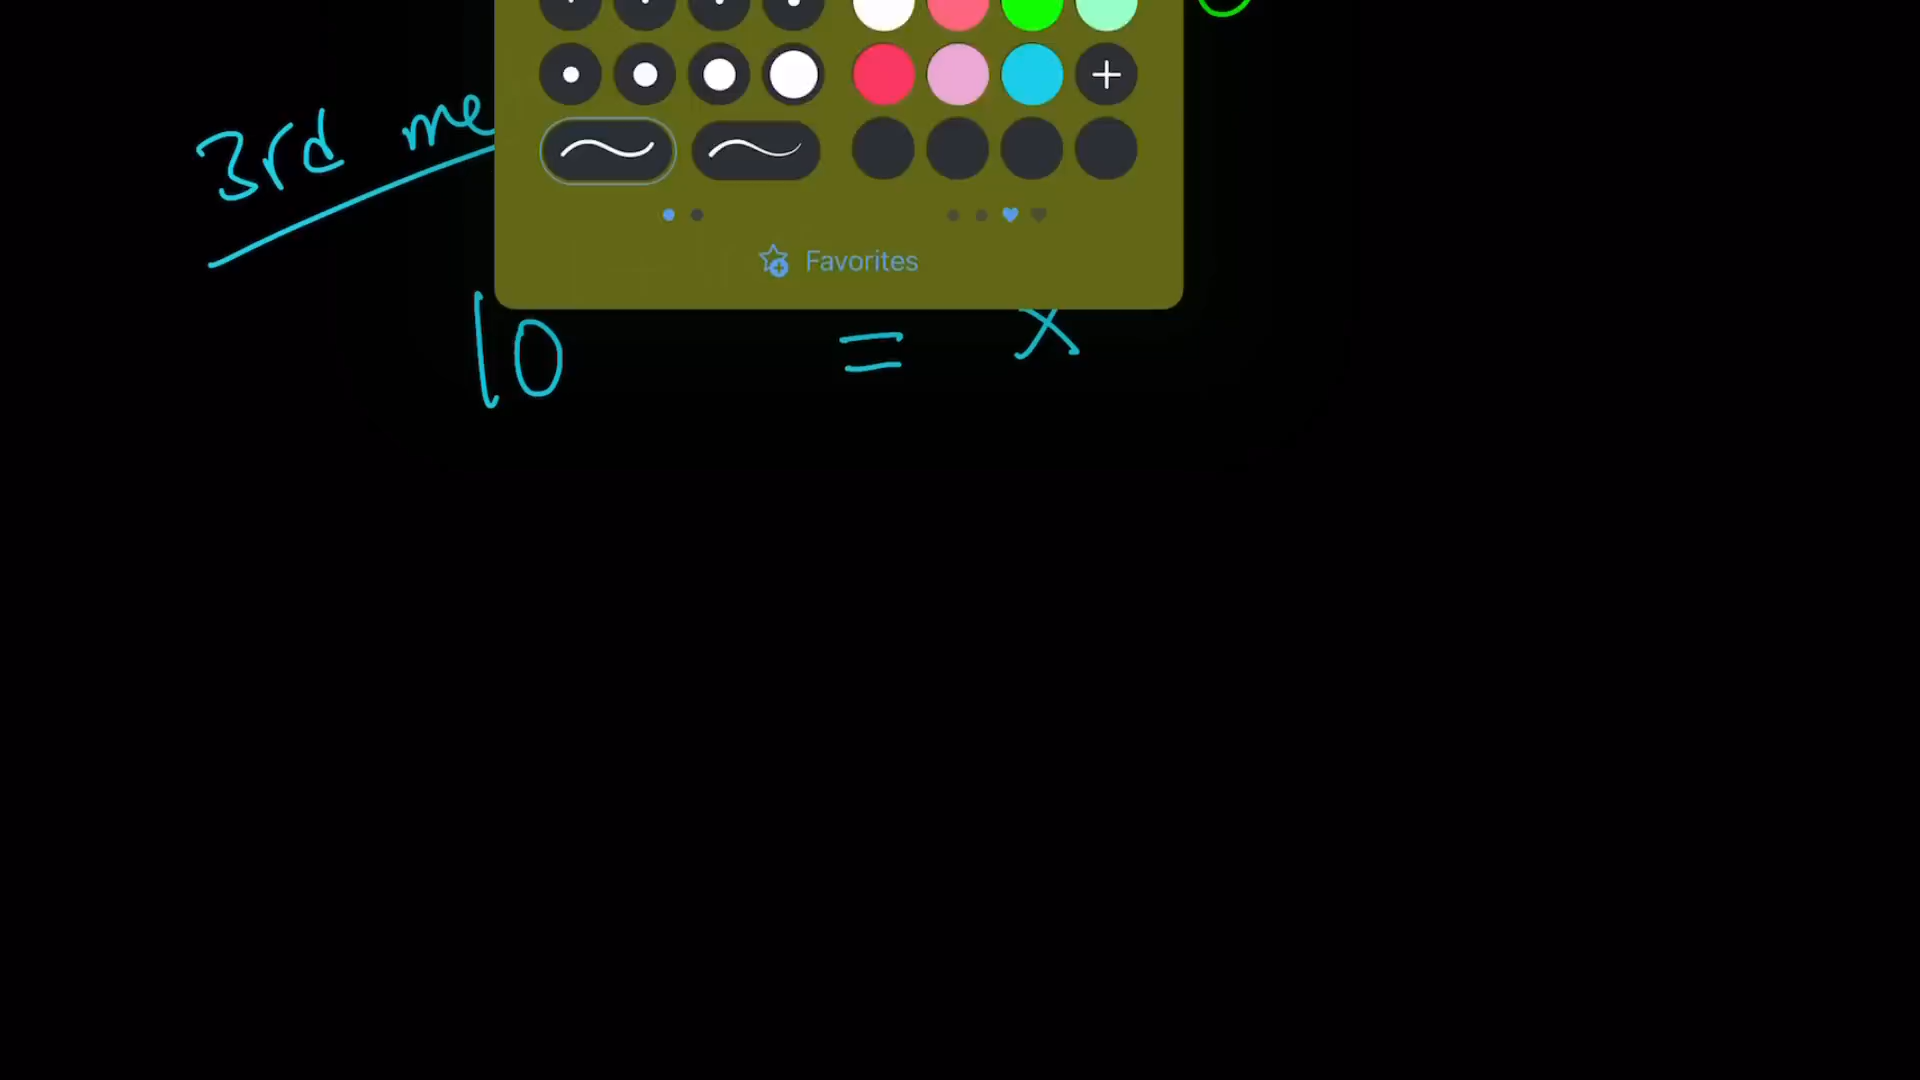 3rd me
Favorites
10 = x